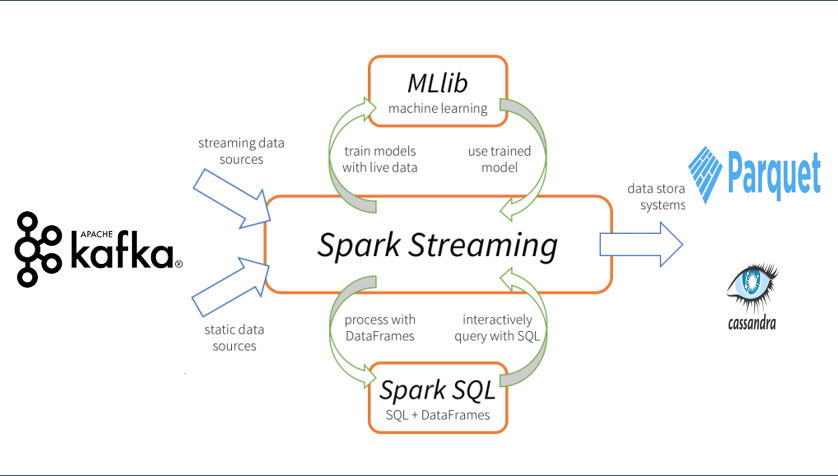 MLlib
machine learning
streaming data
sources
train models
with live data
use trained
model
data stora
systems
Parquet
APACHE
kafka®
Spark Streaming
static data
sources
process with
DataFrames
interactively
query with SQL
cassandra
Spark SQL
SQL + DataFrames